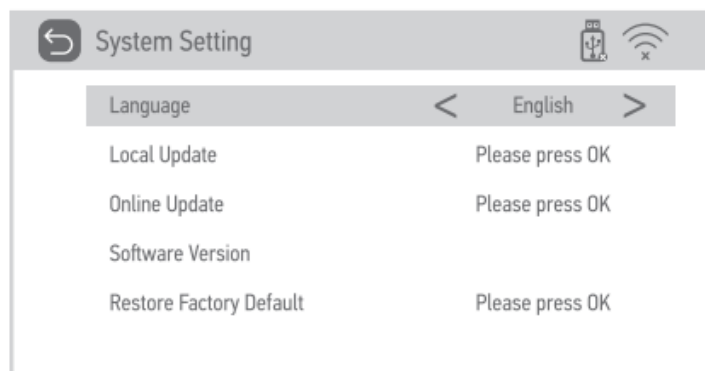 System Setting
Language < English >
Local Update Please press OK
Online Update Please press OK
Software Version
Restore Factory Default Please press OK